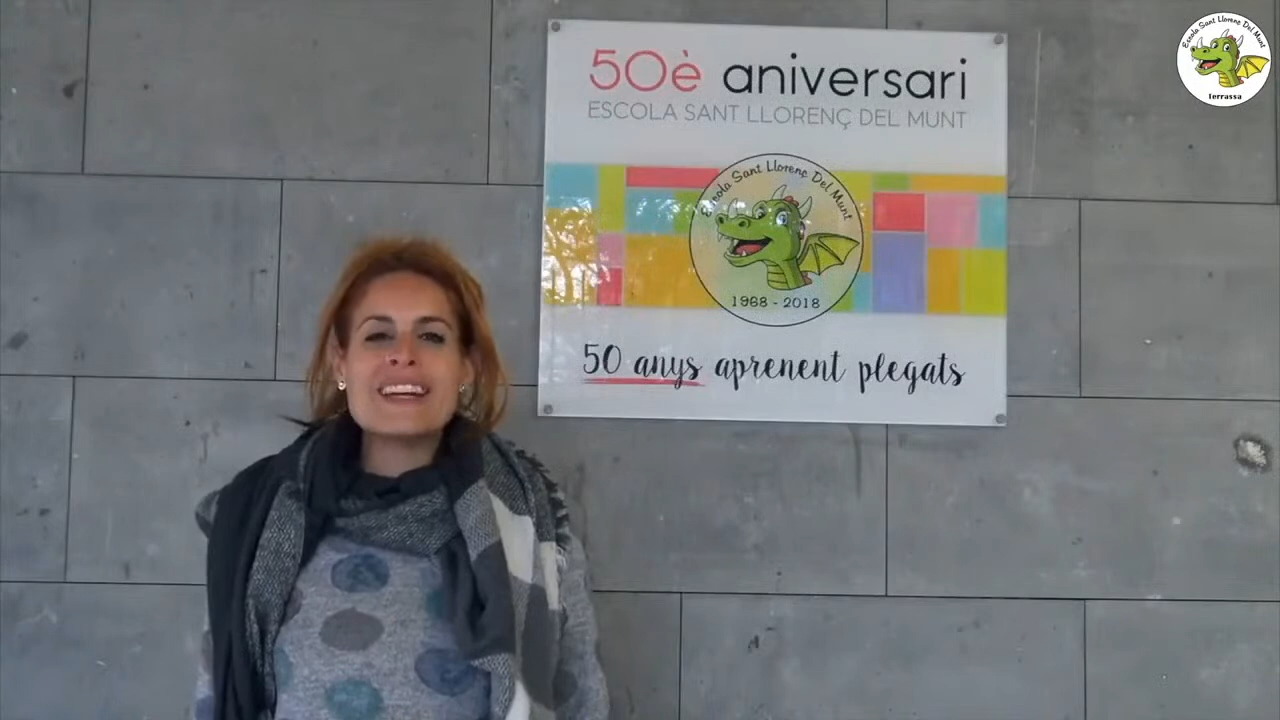 50è aniversari
ESCOLA SANT LLORENÇ DEL MUNT
Escola Sant Llorenç Del Munt
1968 - 2018
50 anys aprenent plegats
Escola Sant Llorenç Del Munt
Terrassa